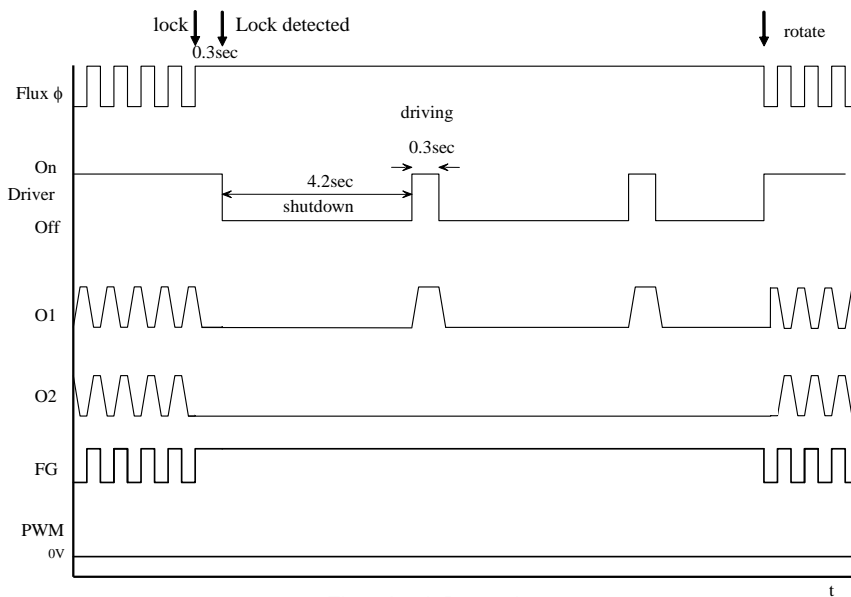 lock
Lock detected
rotate
0.3sec
Flux ϕ
driving
On
0.3sec
Driver
4.2sec
shutdown
Off
O1
O2
FG
PWM
0V
t